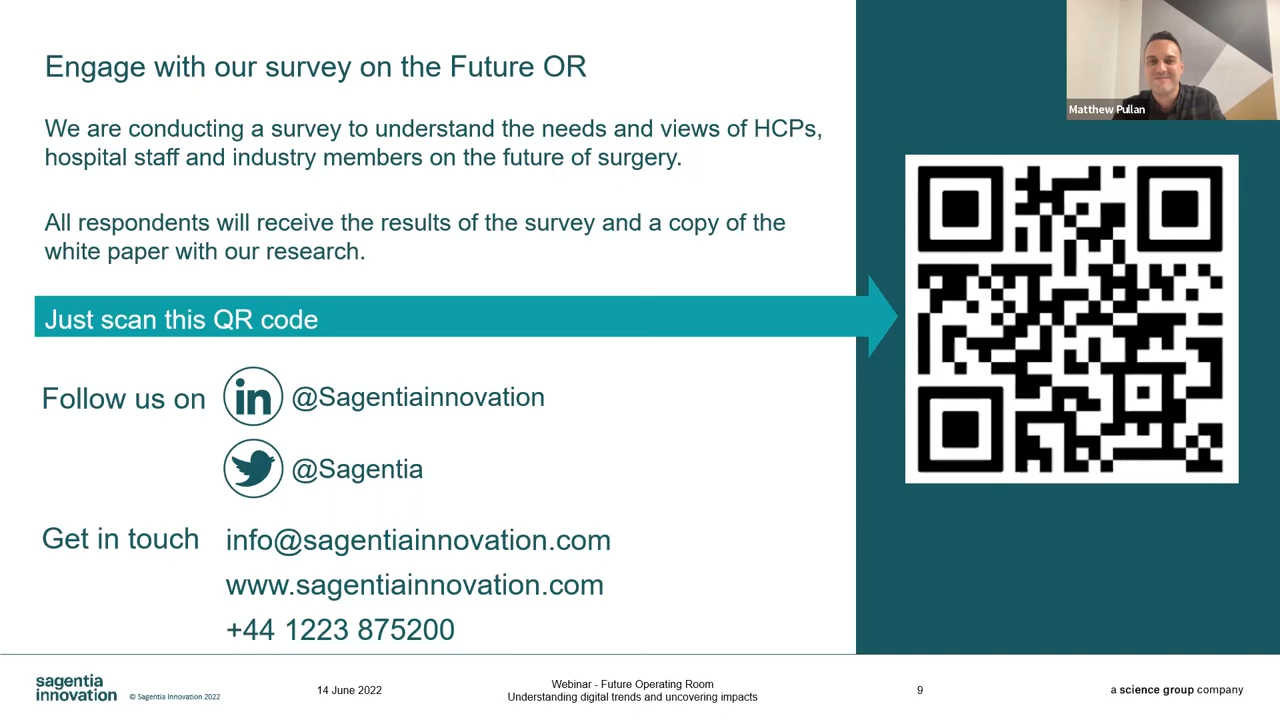 Engage with our survey on the Future OR
We are conducting a survey to understand the needs and views of HCPs,
hospital staff and industry members on the future of surgery.
All respondents will receive the results of the survey and a copy of the
white paper with our research.
Just scan this QR code
Follow us on
in @Sagentiainnovation
@Sagentia
Get in touch
info@sagentiainnovation.com
www.sagentiainnovation.com
+44 1223 875200
Matthew Pullan
sagentia
innovation
© Sagentia Innovation 2022
14 June 2022
Webinar - Future Operating Room
Understanding digital trends and uncovering impacts
9
a science group company